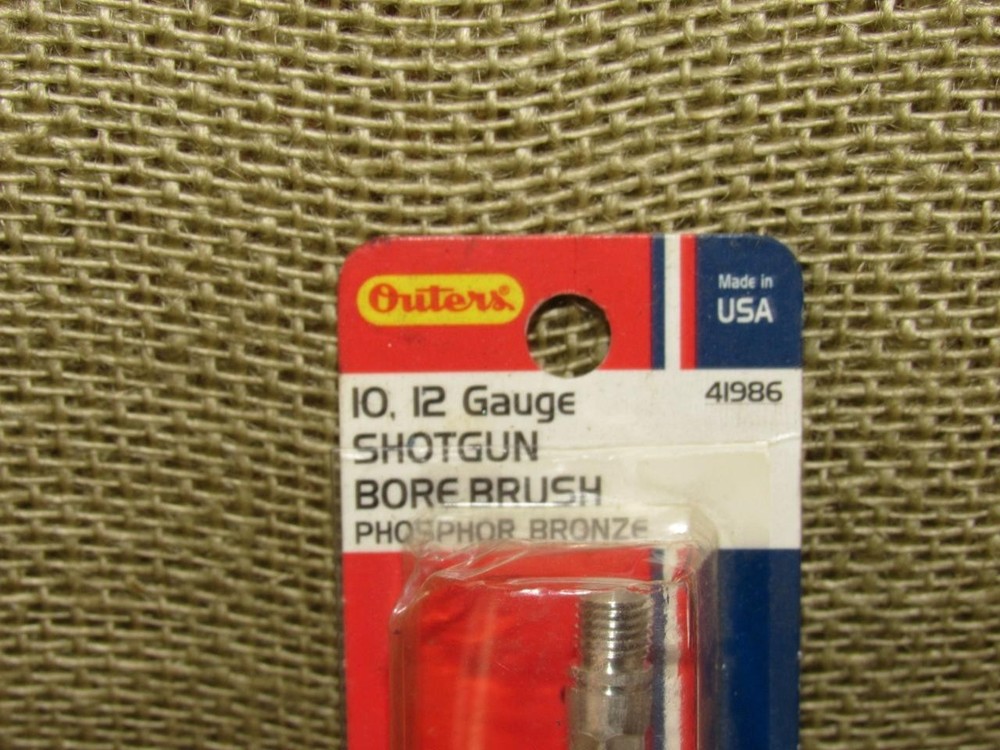 Outers®
Made in
USA
10, 12 Gauge
41986
SHOTGUN
BORE BRUSH
PHOSPHOR BRONZE